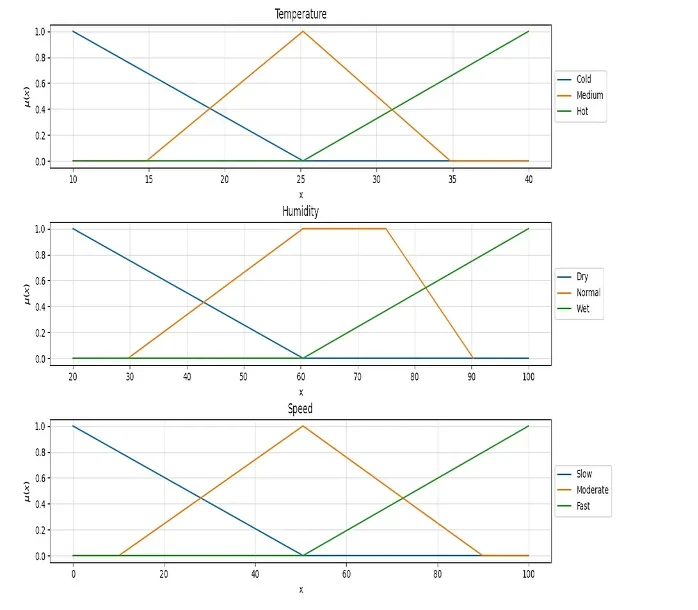 Temperature
1.0
0.8
0.6
0.4
0.2
0.0
μ(x)
10 15 20 25 30 35 40
x
Cold
Medium
Hot
Humidity
1.0
0.8
0.6
0.4
0.2
0.0
μ(x)
20 30 40 50 60 70 80 90 100
x
Dry
Normal
Wet
Speed
1.0
0.8
0.6
0.4
0.2
0.0
μ(x)
0 20 40 60 80 100
x
Slow
Moderate
Fast